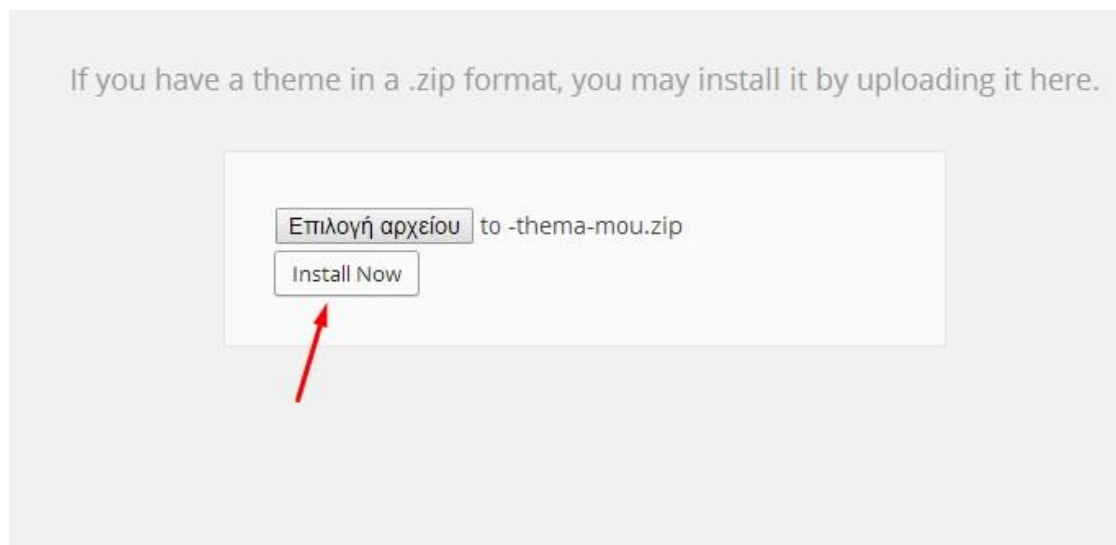 If you have a theme in a .zip format, you may install it by uploading it here.
Επιλογή αρχείου to -thema-mou.zip
Install Now